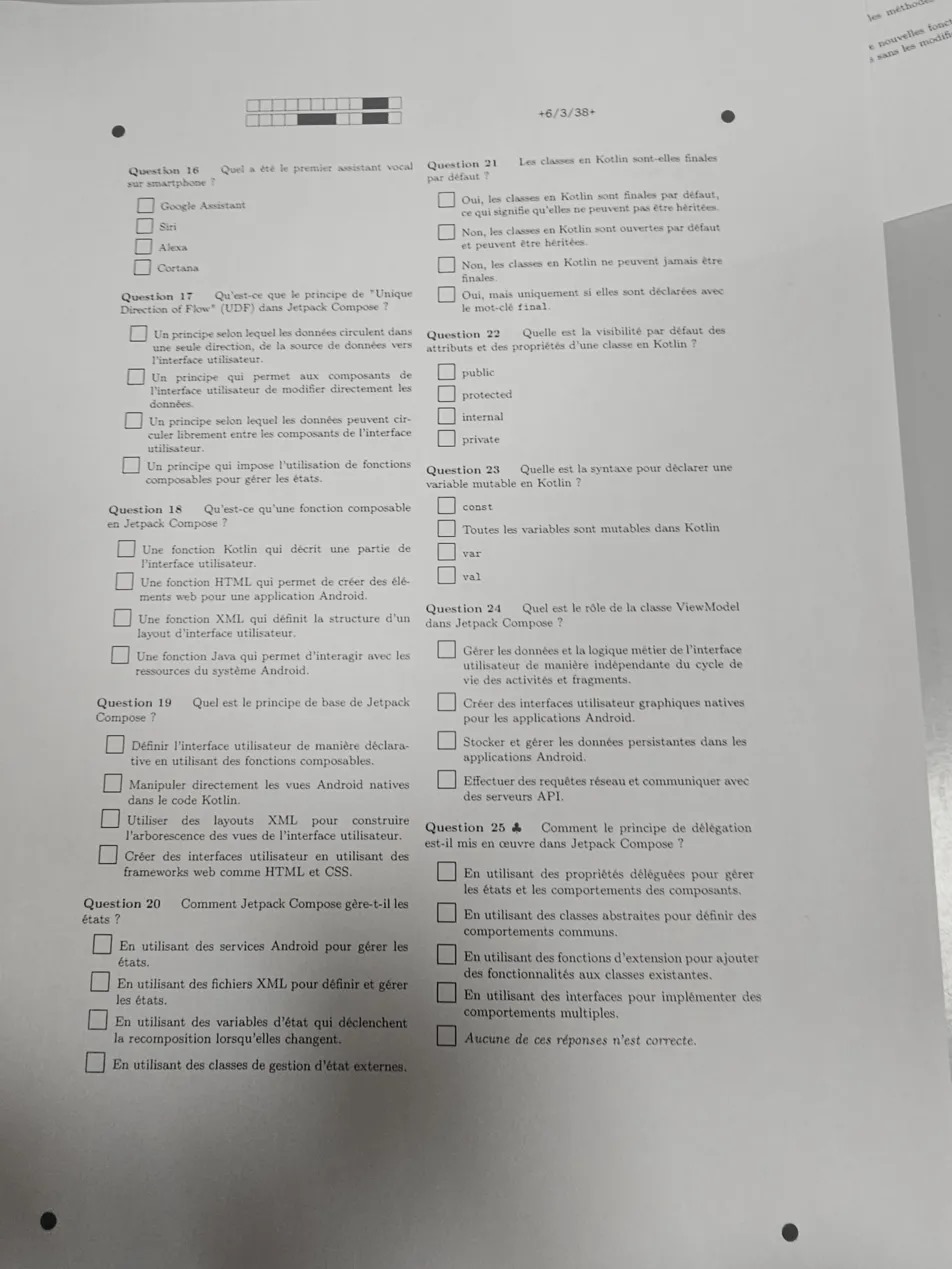 les méthodes
e nouvelles fonct
s sans les modifi
+6/3/38+
Question 16 Quel a été le premier assistant vocal
sur smartphone ?
Google Assistant
Siri
Alexa
Cortana
Question 17 Qu'est-ce que le principe de "Unique
Direction of Flow" (UDF) dans Jetpack Compose ?
Un principe selon lequel les données circulent dans
une seule direction, de la source de données vers
l'interface utilisateur.
Un principe qui permet aux composants de
l'interface utilisateur de modifier directement les
données.
Un principe selon lequel les données peuvent cir-
culer librement entre les composants de l'interface
utilisateur.
Un principe qui impose l'utilisation de fonctions
composables pour gérer les états.
Question 18 Qu'est-ce qu'une fonction composable
en Jetpack Compose ?
Une fonction Kotlin qui décrit une partie de
l'interface utilisateur.
Une fonction HTML qui permet de créer des élé-
ments web pour une application Android.
Une fonction XML qui définit la structure d'un
layout d'interface utilisateur.
Une fonction Java qui permet d'interagir avec les
ressources du système Android.
Question 19 Quel est le principe de base de Jetpack
Compose ?
Définir l'interface utilisateur de manière déclara-
tive en utilisant des fonctions composables.
Manipuler directement les vues Android natives
dans le code Kotlin.
Utiliser des layouts XML pour construire
l'arborescence des vues de l'interface utilisateur.
Créer des interfaces utilisateur en utilisant des
frameworks web comme HTML et CSS.
Question 20 Comment Jetpack Compose gère-t-il les
états ?
En utilisant des services Android pour gérer les
états.
En utilisant des fichiers XML pour définir et gérer
les états.
En utilisant des variables d'état qui déclenchent
la recomposition lorsqu'elles changent.
En utilisant des classes de gestion d'état externes.
Question 21 Les classes en Kotlin sont-elles finales
par défaut ?
Oui, les classes en Kotlin sont finales par défaut,
ce qui signifie qu'elles ne peuvent pas être héritées.
Non, les classes en Kotlin sont ouvertes par défaut
et peuvent être héritées.
Non, les classes en Kotlin ne peuvent jamais être
finales.
Oui, mais uniquement si elles sont déclarées avec
le mot-clé final.
Question 22 Quelle est la visibilité par défaut des
attributs et des propriétés d'une classe en Kotlin ?
public
protected
internal
private
Question 23 Quelle est la syntaxe pour déclarer une
variable mutable en Kotlin ?
const
Toutes les variables sont mutables dans Kotlin
var
val
Question 24 Quel est le rôle de la classe ViewModel
dans Jetpack Compose ?
Gérer les données et la logique métier de l'interface
utilisateur de manière indépendante du cycle de
vie des activités et fragments.
Créer des interfaces utilisateur graphiques natives
pour les applications Android.
Stocker et gérer les données persistantes dans les
applications Android.
Effectuer des requêtes réseau et communiquer avec
des serveurs API.
Question 25 ♣ Comment le principe de délégation
est-il mis en œuvre dans Jetpack Compose ?
En utilisant des propriétés déléguées pour gérer
les états et les comportements des composants.
En utilisant des classes abstraites pour définir des
comportements communs.
En utilisant des fonctions d'extension pour ajouter
des fonctionnalités aux classes existantes.
En utilisant des interfaces pour implémenter des
comportements multiples.
Aucune de ces réponses n'est correcte.